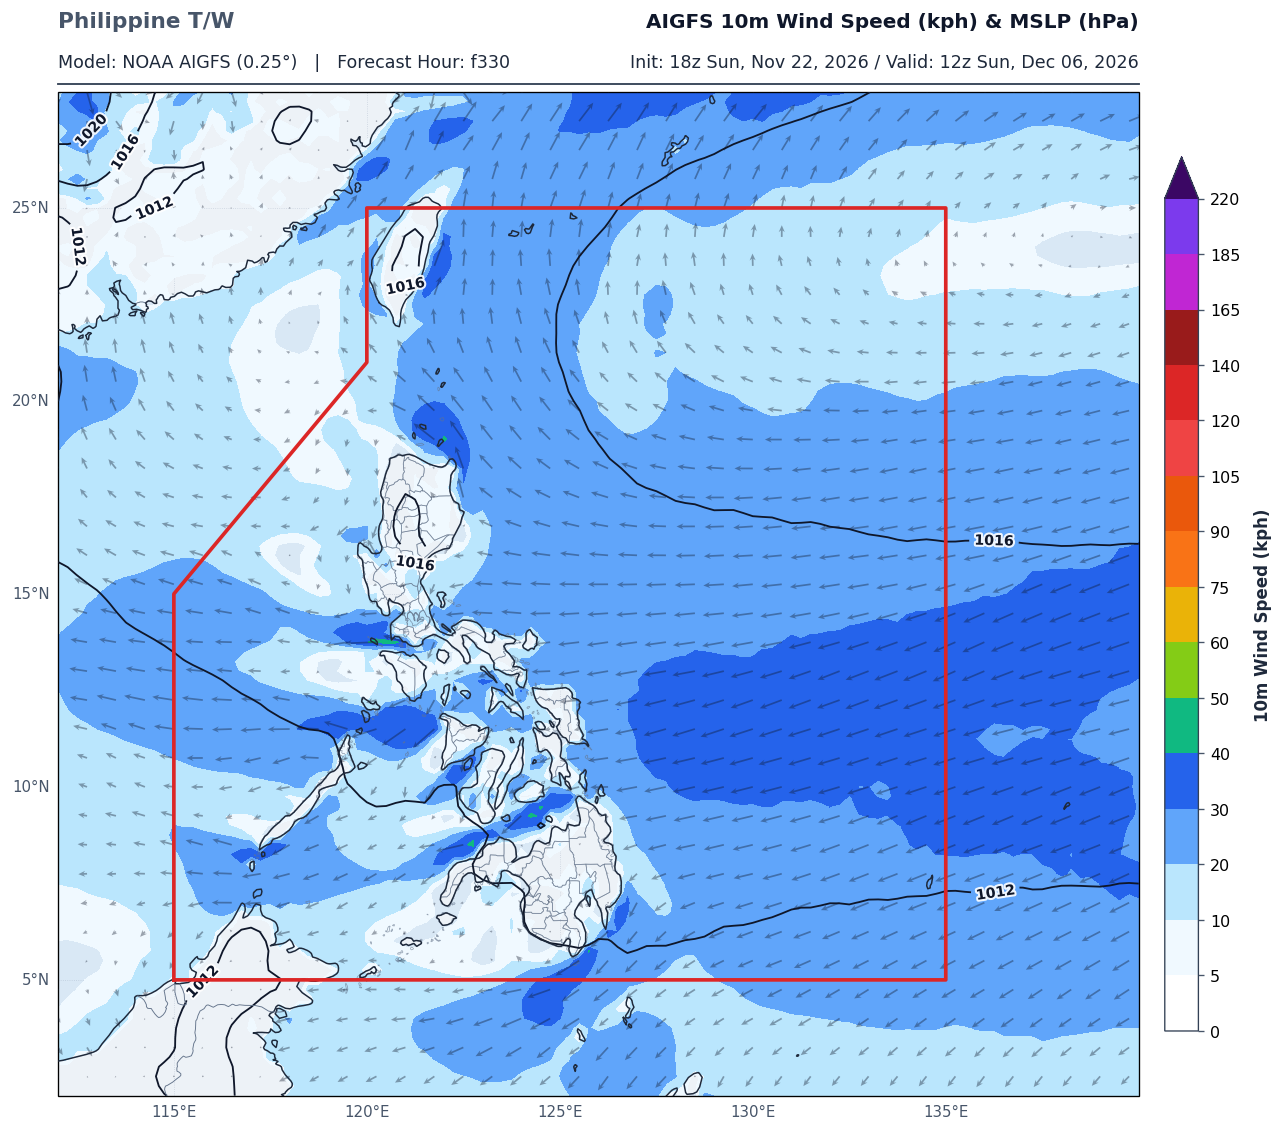 Philippine T/W
AIGFS 10m Wind Speed (kph) & MSLP (hPa)
Model: NOAA AIGFS (0.25°)   |   Forecast Hour: f330
Init: 18z Sun, Nov 22, 2026 / Valid: 12z Sun, Dec 06, 2026
1020
1016
1012
1012
1016
1016
1016
1012
1012
25°N
20°N
15°N
10°N
5°N
115°E
120°E
125°E
130°E
135°E
220
185
165
140
120
105
90
75
60
50
40
30
20
10
5
0
10m Wind Speed (kph)